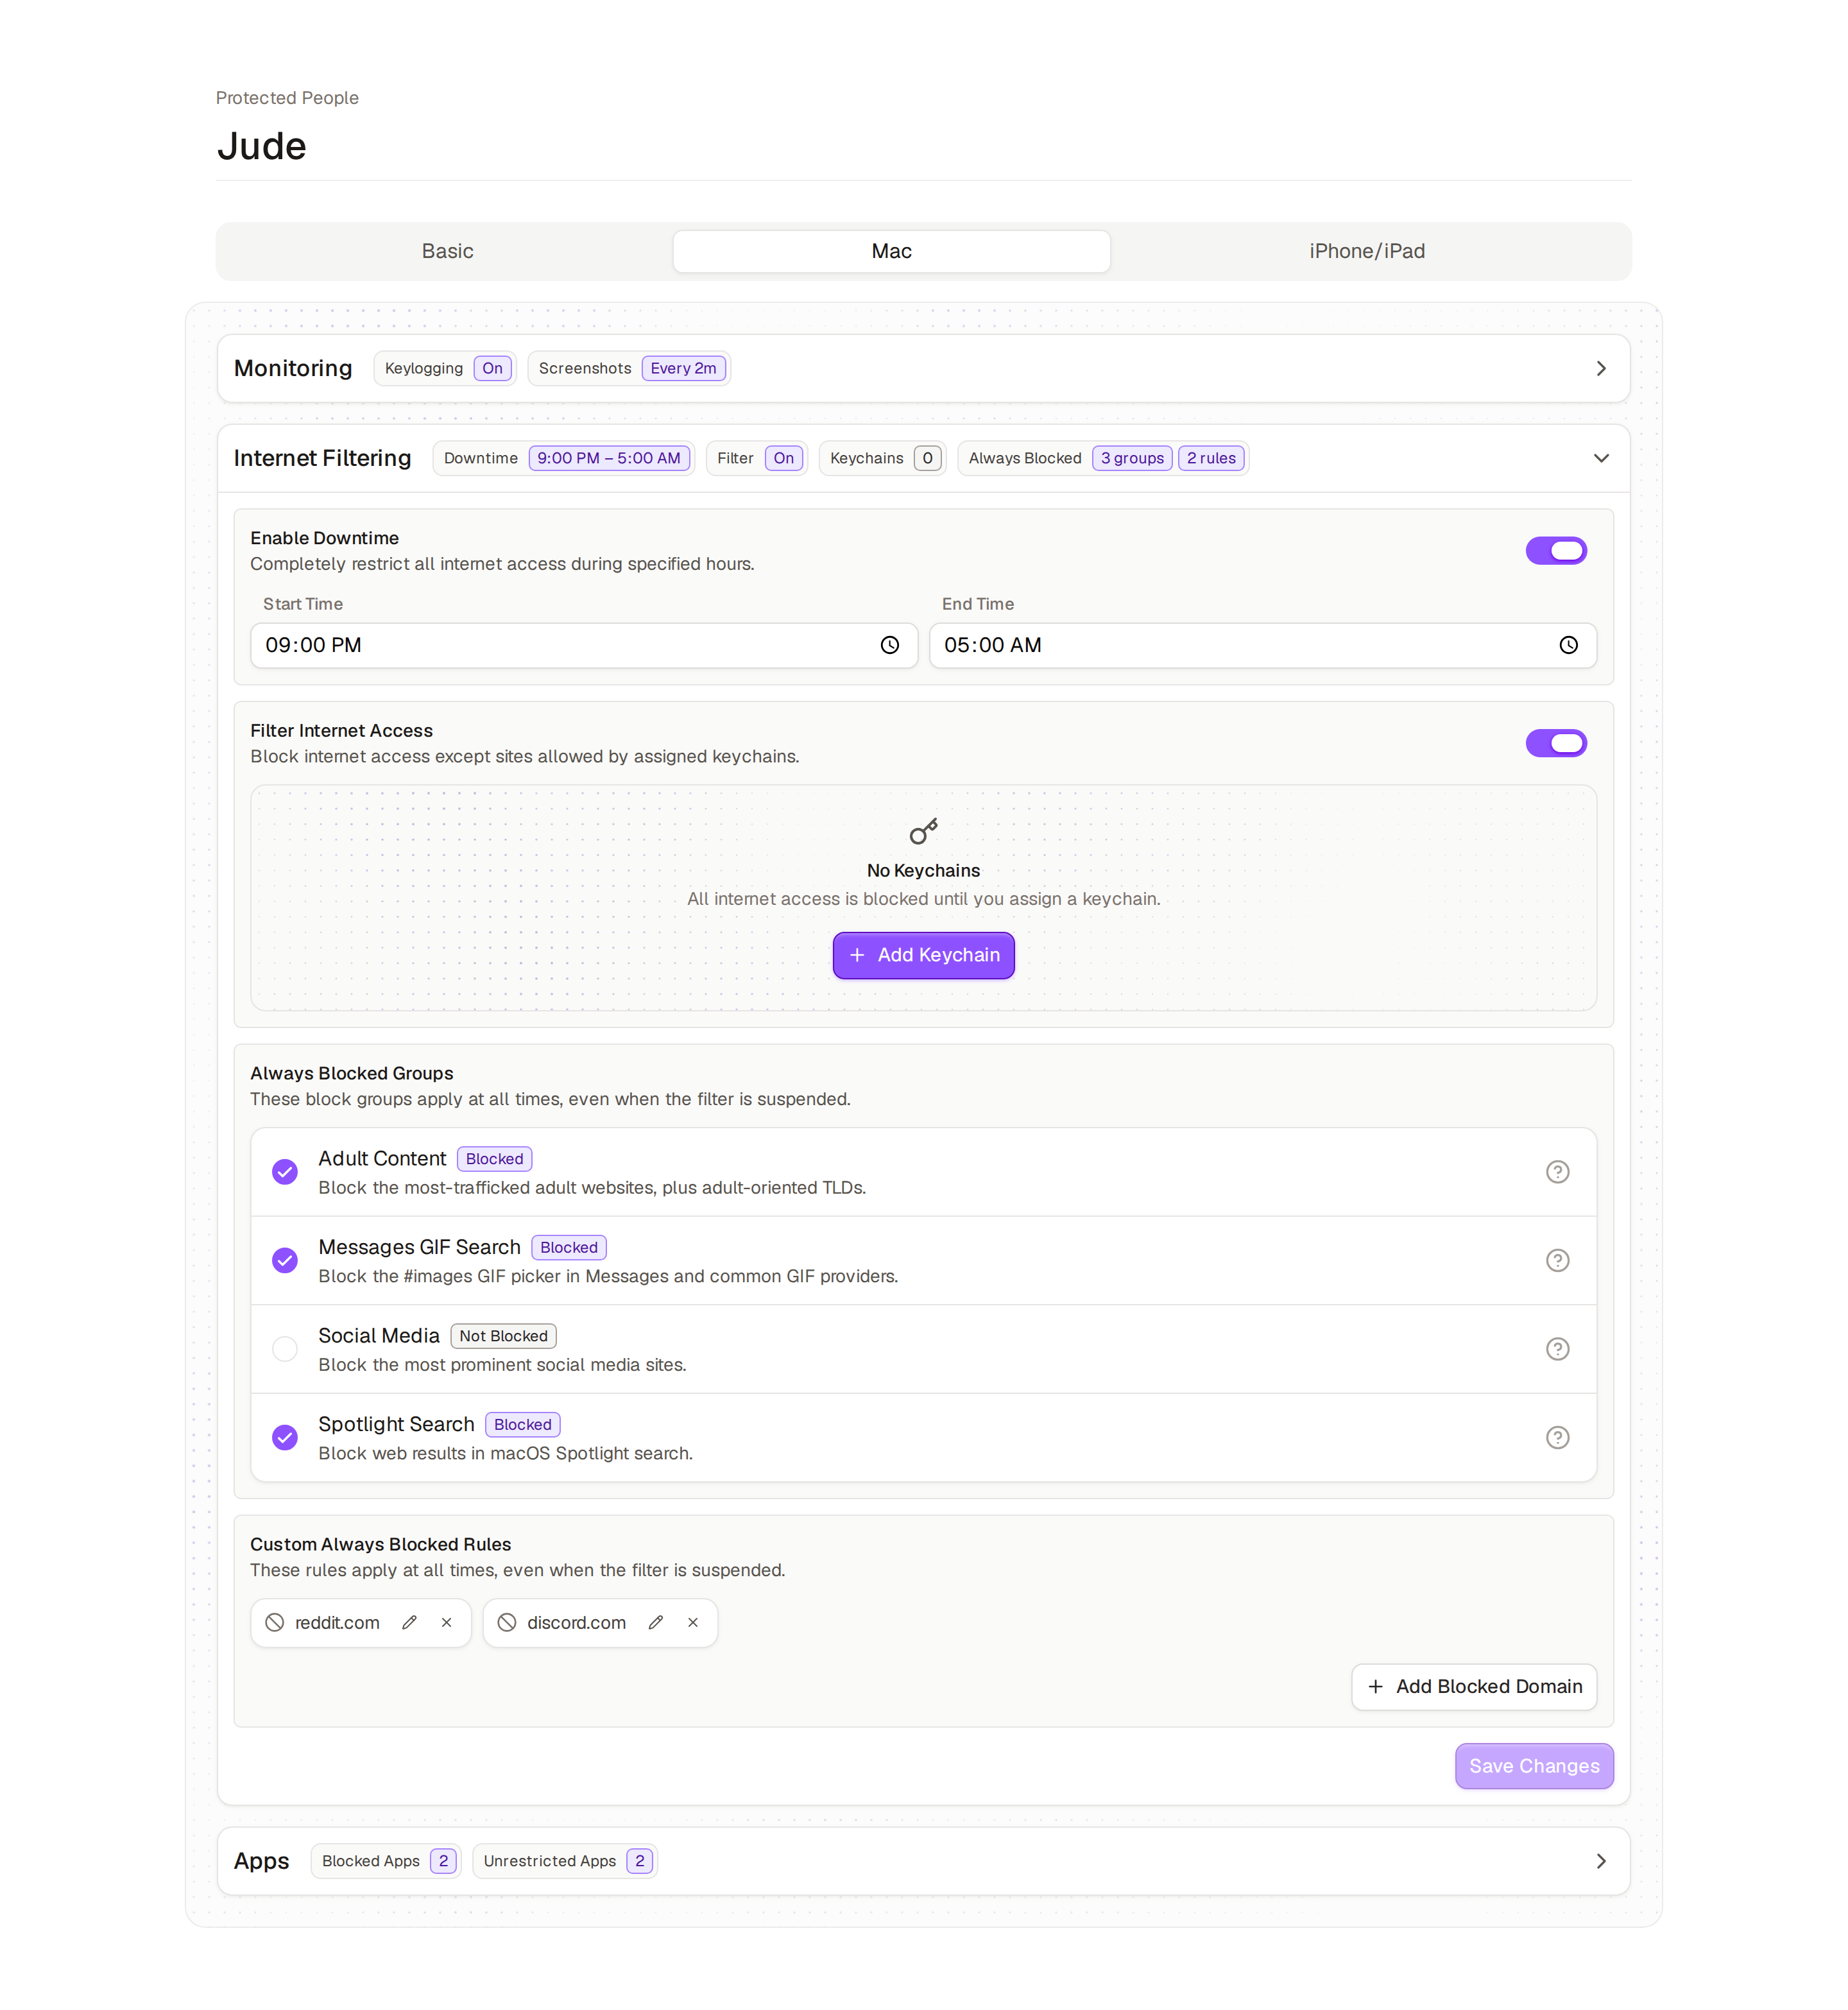 Protected People
Jude
Basic Mac iPhone/iPad
Monitoring Keylogging On Screenshots Every 2m
Internet Filtering Downtime 9:00 PM – 5:00 AM Filter On Keychains 0 Always Blocked 3 groups 2 rules
Enable Downtime
Completely restrict all internet access during specified hours.
Start Time End Time
09:00 PM 05:00 AM
Filter Internet Access
Block internet access except sites allowed by assigned keychains.
No Keychains
All internet access is blocked until you assign a keychain.
+ Add Keychain
Always Blocked Groups
These block groups apply at all times, even when the filter is suspended.
Adult Content Blocked
Block the most-trafficked adult websites, plus adult-oriented TLDs.
Messages GIF Search Blocked
Block the #images GIF picker in Messages and common GIF providers.
Social Media Not Blocked
Block the most prominent social media sites.
Spotlight Search Blocked
Block web results in macOS Spotlight search.
Custom Always Blocked Rules
These rules apply at all times, even when the filter is suspended.
reddit.com discord.com
+ Add Blocked Domain
Save Changes
Apps Blocked Apps 2 Unrestricted Apps 2